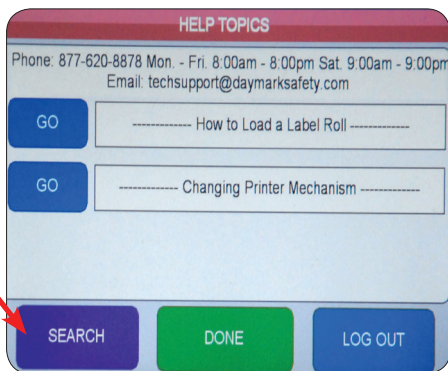 HELP TOPICS
Phone: 877-620-8878 Mon. - Fri. 8:00am - 8:00pm Sat. 9:00am - 9:00pm
Email: techsupport@daymarksafety.com
GO ------------- How to Load a Label Roll -------------
GO ------------- Changing Printer Mechanism -------------
SEARCH DONE LOG OUT